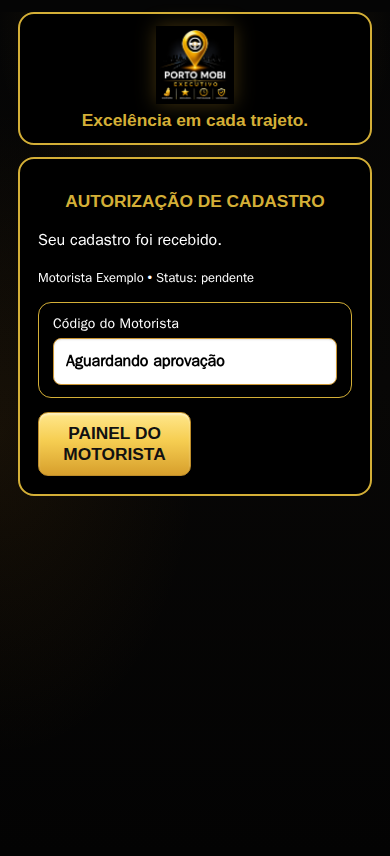 PORTO MOBI
EXECUTIVO
Excelência em cada trajeto.
AUTORIZAÇÃO DE CADASTRO
Seu cadastro foi recebido.
Motorista Exemplo • Status: pendente
Código do Motorista
Aguardando aprovação
PAINEL DO
MOTORISTA